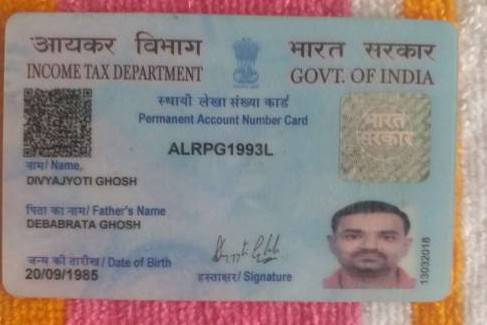 आयकर विभाग
INCOME TAX DEPARTMENT
भारत सरकार
GOVT. OF INDIA
स्थायी लेखा संख्या कार्ड
Permanent Account Number Card
ALRPG1993L
भारत
सरकार
नाम/ Name
DIVYAJYOTI GHOSH
पिता का नाम/ Father's Name
DEBABRATA GHOSH
जन्म की तारीख/ Date of Birth
20/09/1985
हस्ताक्षर/ Signature
13032018